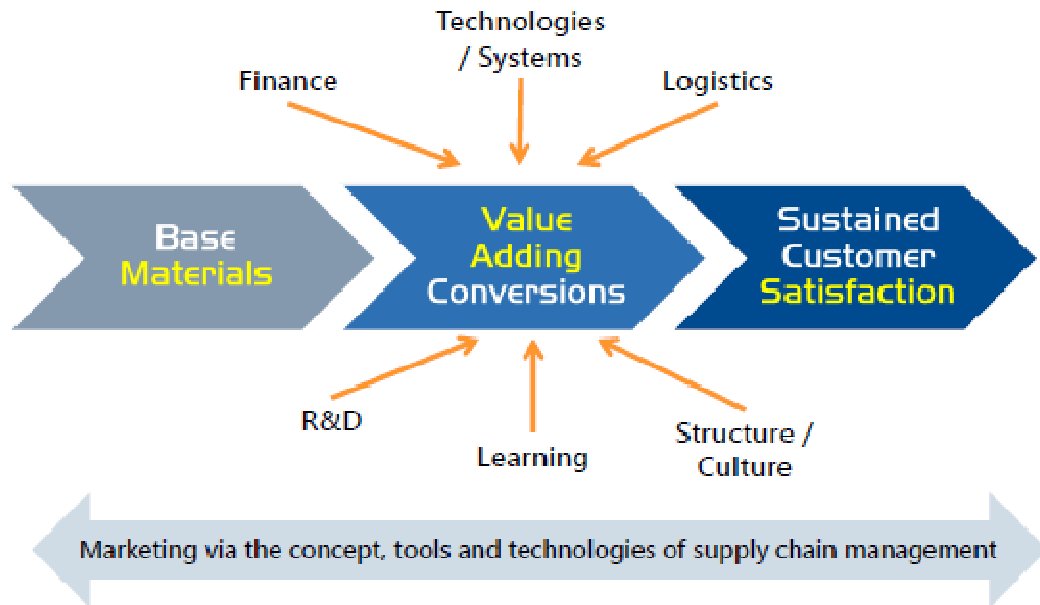 Technologies
/ Systems
Finance
Logistics
Base
Materials
Value
Adding
Conversions
Sustained
Customer
Satisfaction
R&D
Learning
Structure /
Culture
Marketing via the concept, tools and technologies of supply chain management